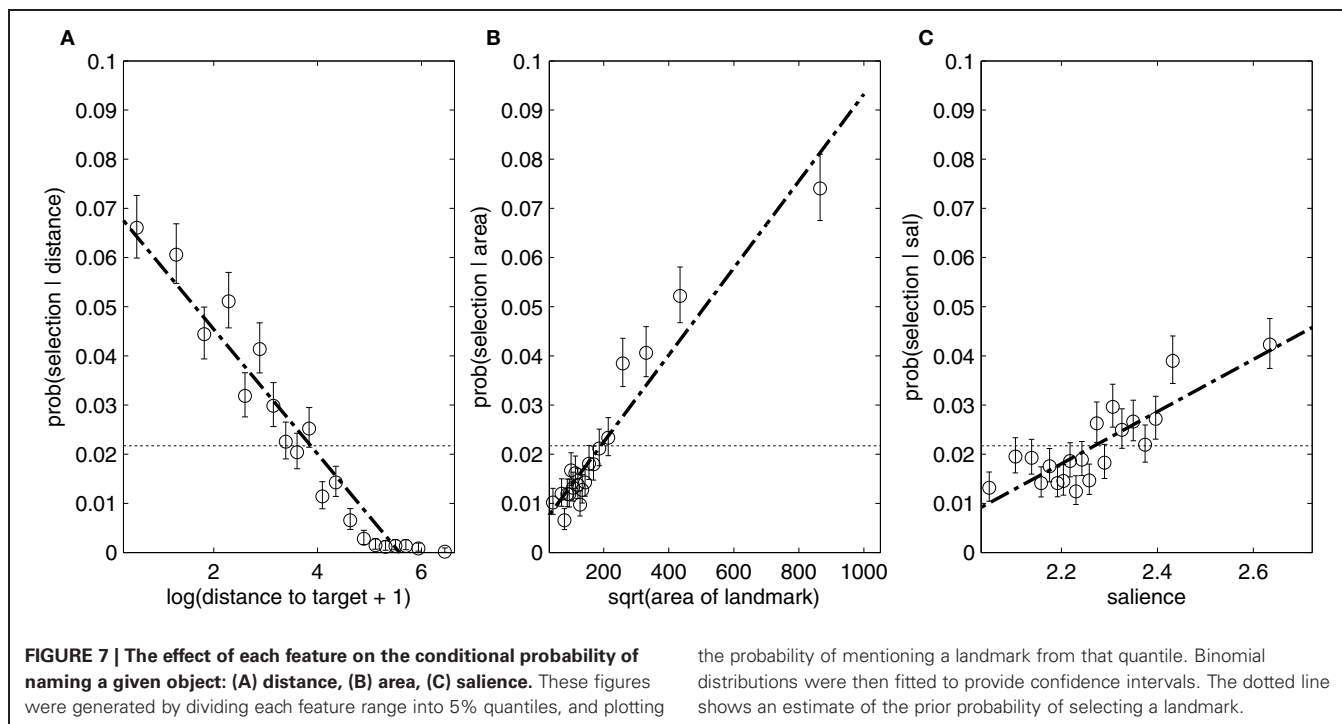 A
0.1
0.09
0.08
0.07
0.06
0.05
0.04
0.03
0.02
0.01
0
prob(selection | distance)
2 4 6
log(distance to target + 1)
B
0.1
0.09
0.08
0.07
0.06
0.05
0.04
0.03
0.02
0.01
0
prob(selection | area)
200 400 600 800 1000
sqrt(area of landmark)
C
0.1
0.09
0.08
0.07
0.06
0.05
0.04
0.03
0.02
0.01
0
prob(selection | sal)
2.2 2.4 2.6
salience
FIGURE 7 | The effect of each feature on the conditional probability of
naming a given object: (A) distance, (B) area, (C) salience. These figures
were generated by dividing each feature range into 5% quantiles, and plotting
the probability of mentioning a landmark from that quantile. Binomial
distributions were then fitted to provide confidence intervals. The dotted line
shows an estimate of the prior probability of selecting a landmark.